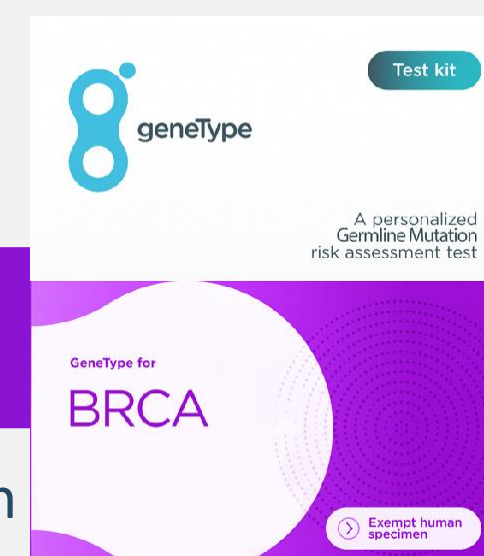 Test kit
geneType
A personalized
Germline Mutation
risk assessment test
GeneType for
BRCA
Exempt human
specimen